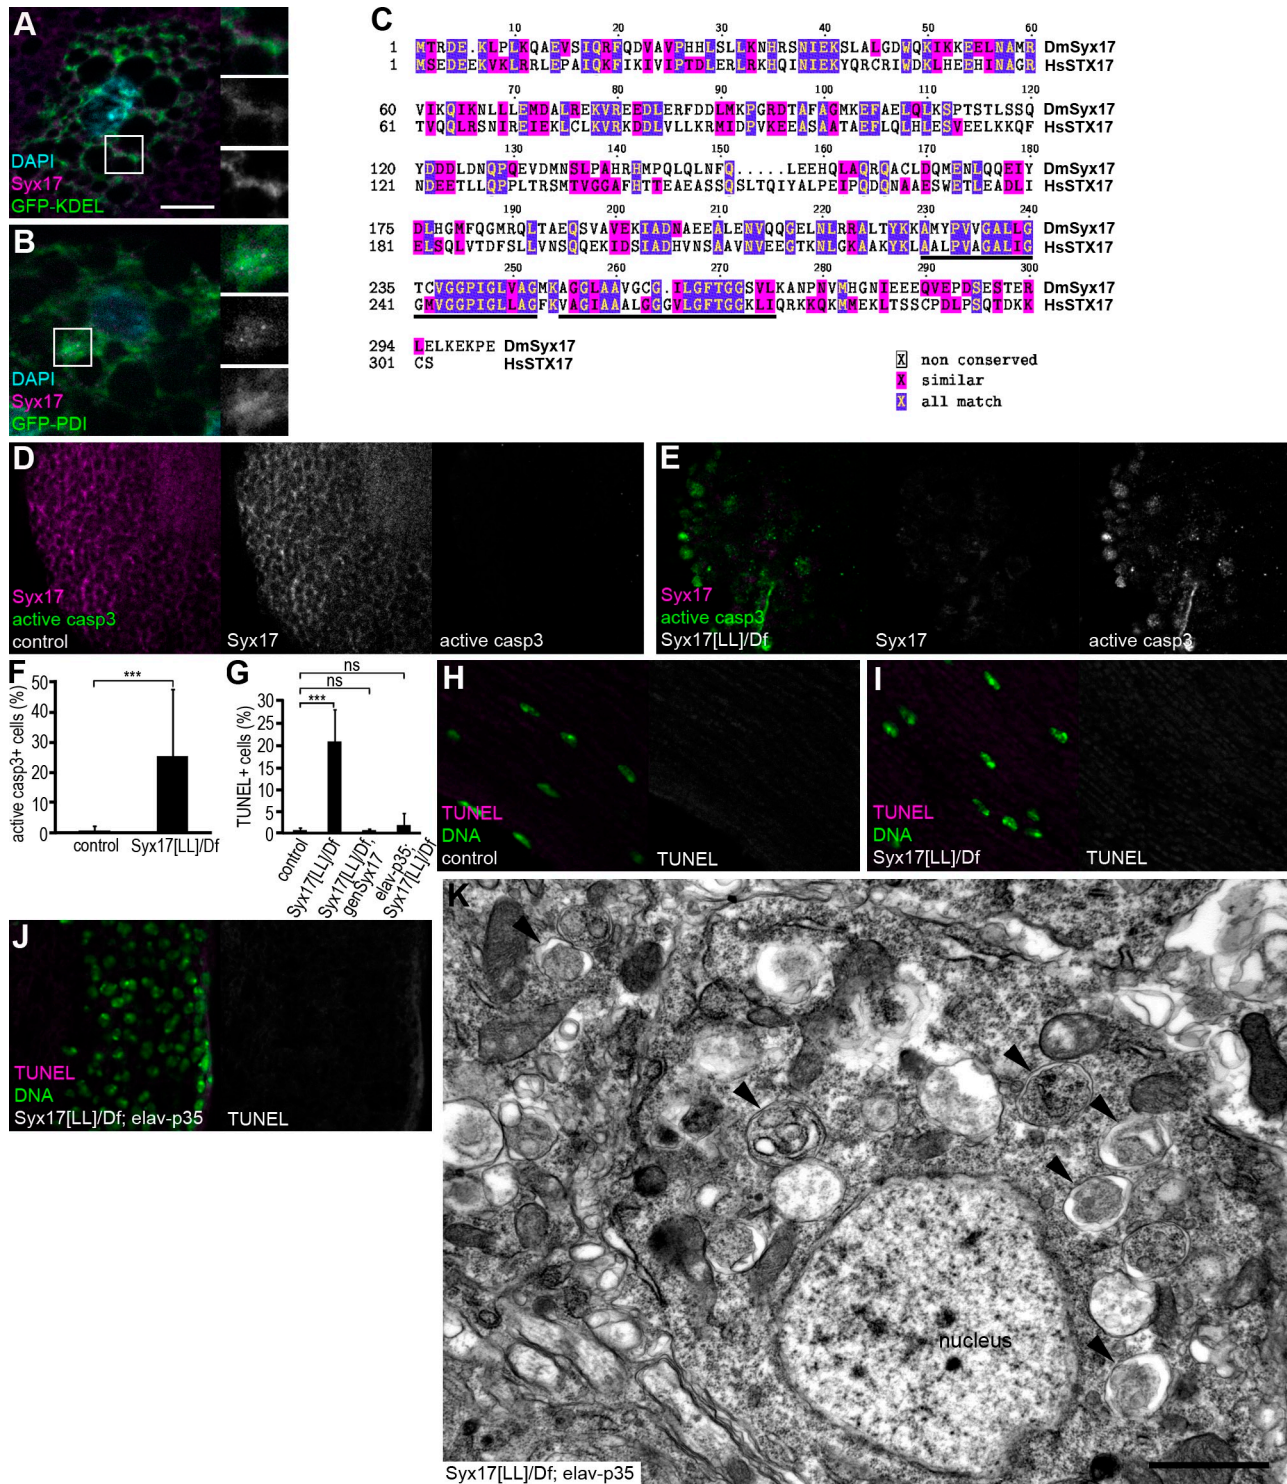 A
DAPI
Syx17
GFP-KDEL
B
DAPI
Syx17
GFP-PDI
C
10 20 30 40 50 60
1 MTRDE.KLPLKQAEVSIQRFQDVAVPHHLSLLKNHRSNIEKSLALGDWQKIKKEELNAMR DmSyx17
1 MSEDEEKVKLRRLEPAIQKFIKIVIPTDLERLRKHQINIEKYQRCRIWDKLHEEHINAGR HsSTX17
70 80 90 100 110 120
60 VIKQIKNLLLEMDALREKVREEDLERFDDLMKPGRDTAFAGMKEFAELQLKSPTSTLSSQ DmSyx17
61 TVQQLRSNIREIEKLCLKVRKDDLVLLKRMIDPVKEEASAATAEFLQLHLESVEELKKQF HsSTX17
130 140 150 160 170 180
120 YDDDLDNQPQEVDMNSLPAHRHMPQLQLNFQ.....LEEHQLAQRQACLDQMENLQQEIY DmSyx17
121 NDEETLLQPPLTRSMTVGGAFHTTEAEASSQSLTQIYALPEIPQDQNAAESWETLEADLI HsSTX17
190 200 210 220 230 240
175 DLHGMFQGMRQLTAEQSVAVEKIADNAEEALENVQQGELNLRRALTYKKAMYPVVGALLG DmSyx17
181 ELSQLVTDFSLLVNSQQEKIDSIADHVNSAAVNVEEGTKNLGKAAKYKLAALPVAGALIG HsSTX17
250 260 270 280 290 300
235 TCVGGPIGLVAGMKAGGLAAVGCG.ILGFTGGSVLKANPNVMHGNIEEEQVEPDSESTER DmSyx17
241 GMVGGPIGLLAGFKVAGIAAALGGGVLGFTGGKLIQRKKQKMMEKLTSSCPDLPSQTDKK HsSTX17
294 LELKEKPE DmSyx17
301 CS HsSTX17
X non conserved
X similar
X all match
D
Syx17
active casp3
control
Syx17
active casp3
E
Syx17
active casp3
Syx17[LL]/Df
Syx17
active casp3
F
active casp3+ cells (%)
50
40
30
20
10
0
***
control
Syx17[LL]/Df
G
TUNEL+ cells (%)
30
25
20
15
10
5
0
ns
ns
***
control
Syx17[LL]/Df
Syx17[LL]/Df;
genSyx17
elav-p35;
Syx17[LL]/Df
H
TUNEL
DNA
control
TUNEL
I
TUNEL
DNA
Syx17[LL]/Df
TUNEL
J
TUNEL
DNA
Syx17[LL]/Df; elav-p35
TUNEL
K
nucleus
Syx17[LL]/Df; elav-p35